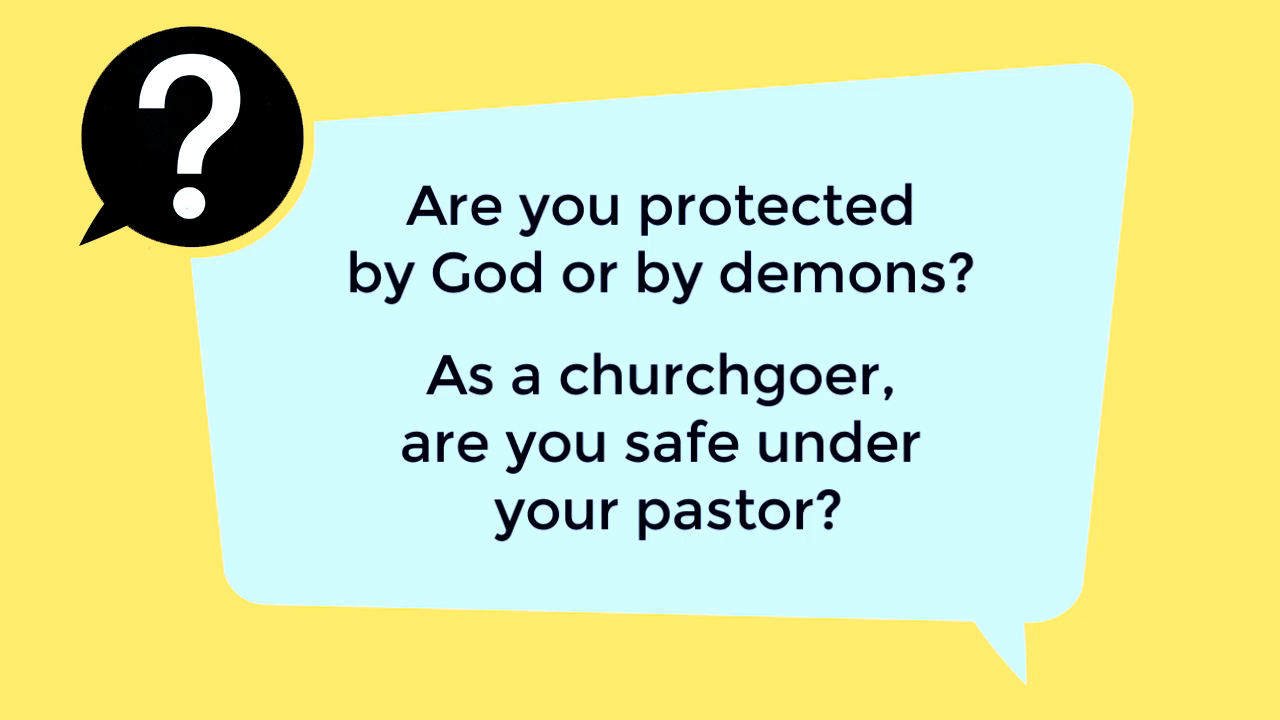 ?
Are you protected
by God or by demons?
As a churchgoer,
are you safe under
your pastor?